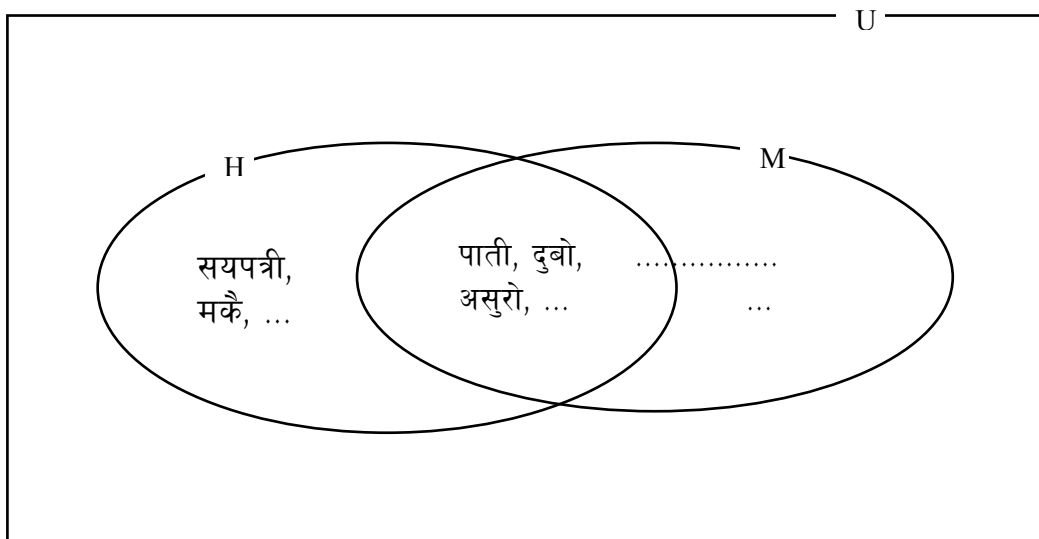 U
H
M
सयपत्री,
मकै, ...
पाती, दुबो,
असुरो, ...
................
...